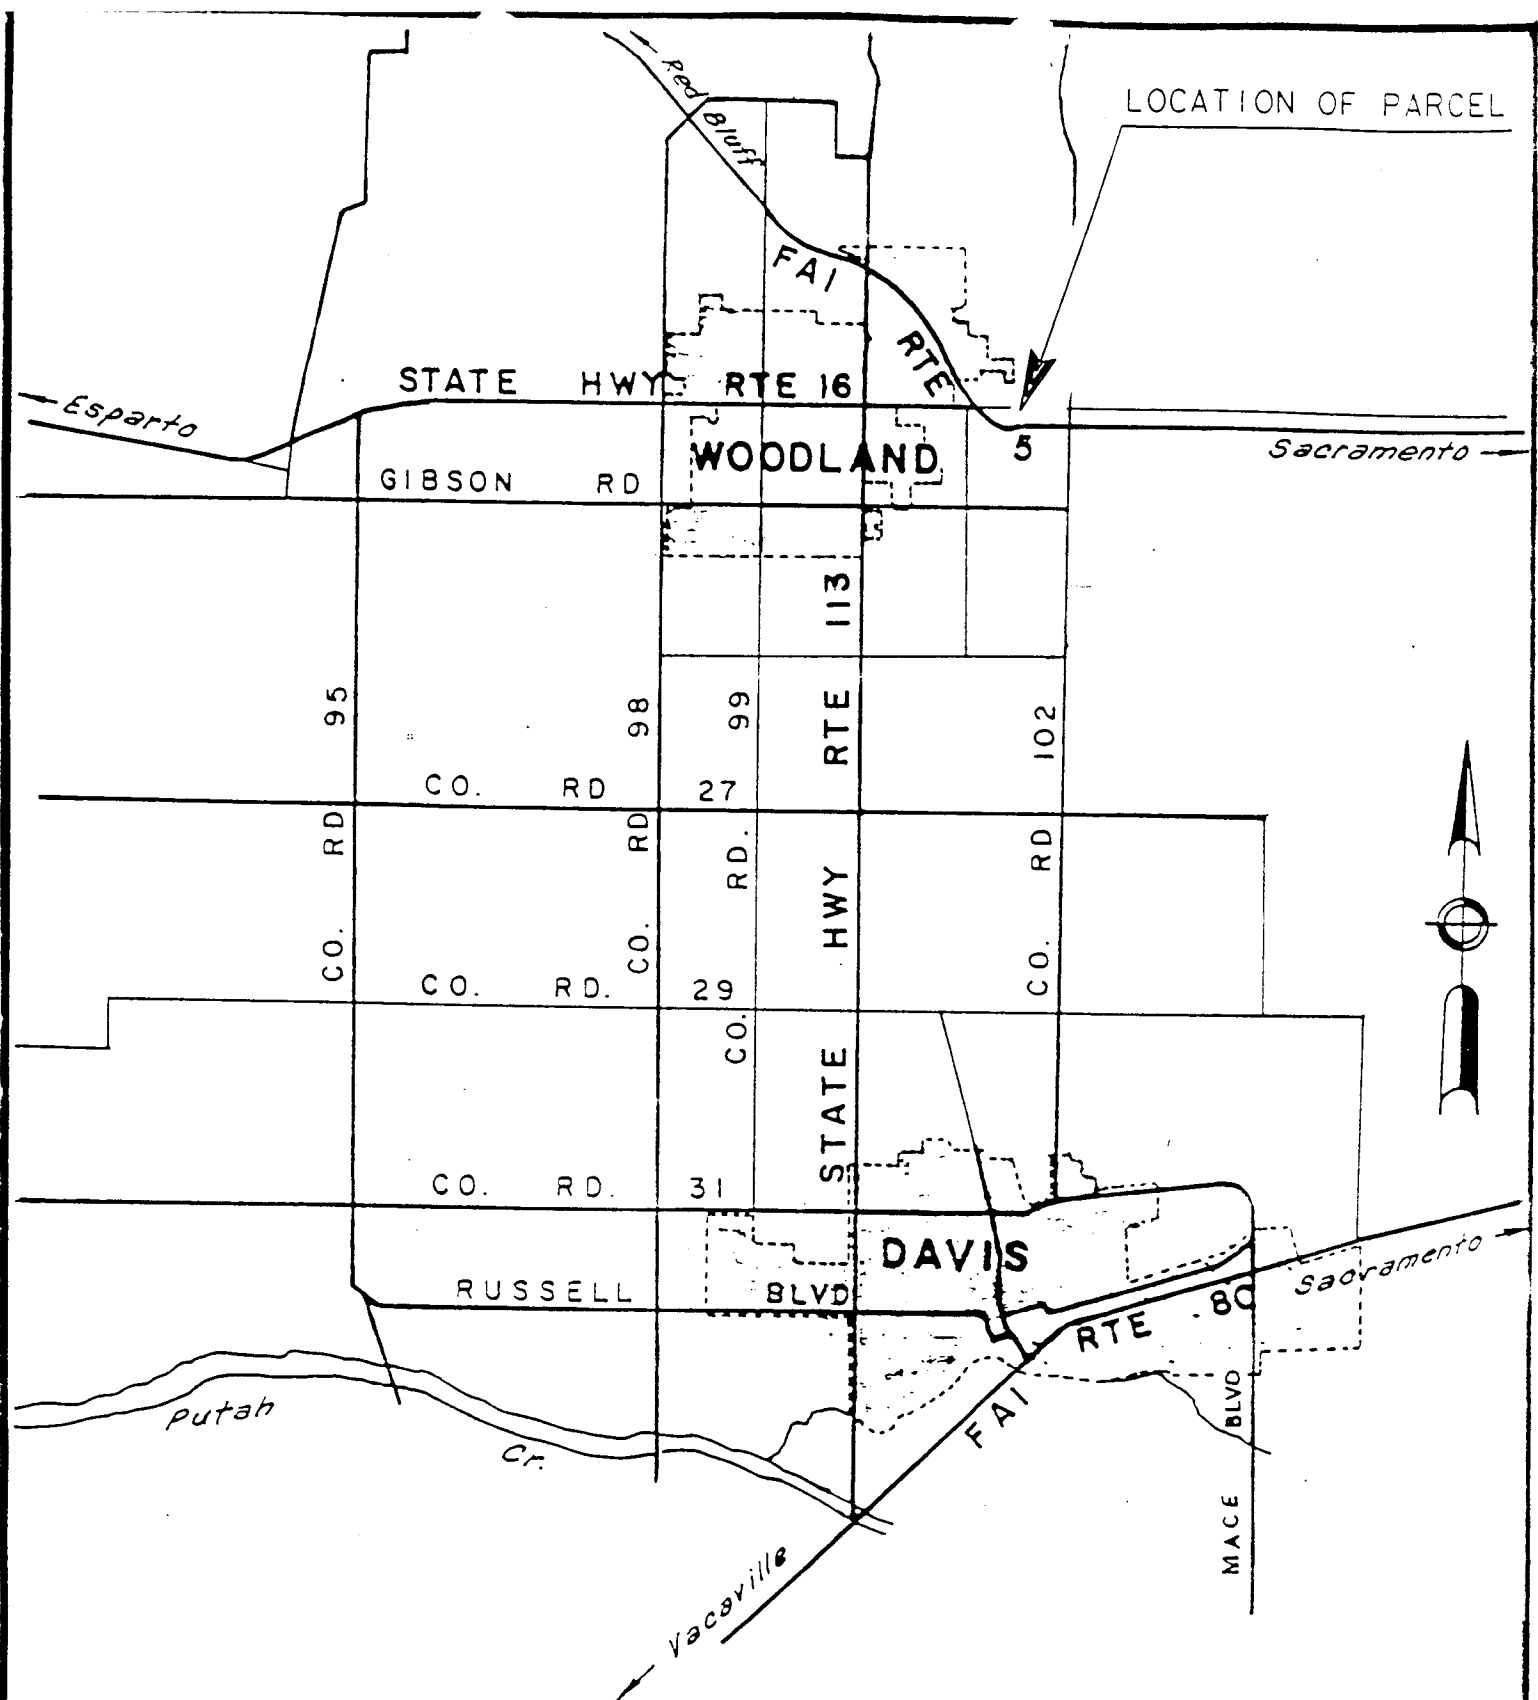 Red Bluff
LOCATION OF PARCEL
FAI RTE 5
STATE HWY RTE 16
Esparto
WOODLAND
Sacramento
GIBSON RD
STATE HWY RTE 113
CO. RD 95
CO. RD 98
CO. RD. 99
CO. RD 102
CO. RD 27
CO. RD. 29
CO. RD. 31
DAVIS
RUSSELL BLVD
Sacramento
FAI RTE 80
Putah Cr.
MACE BLVD
Vacaville